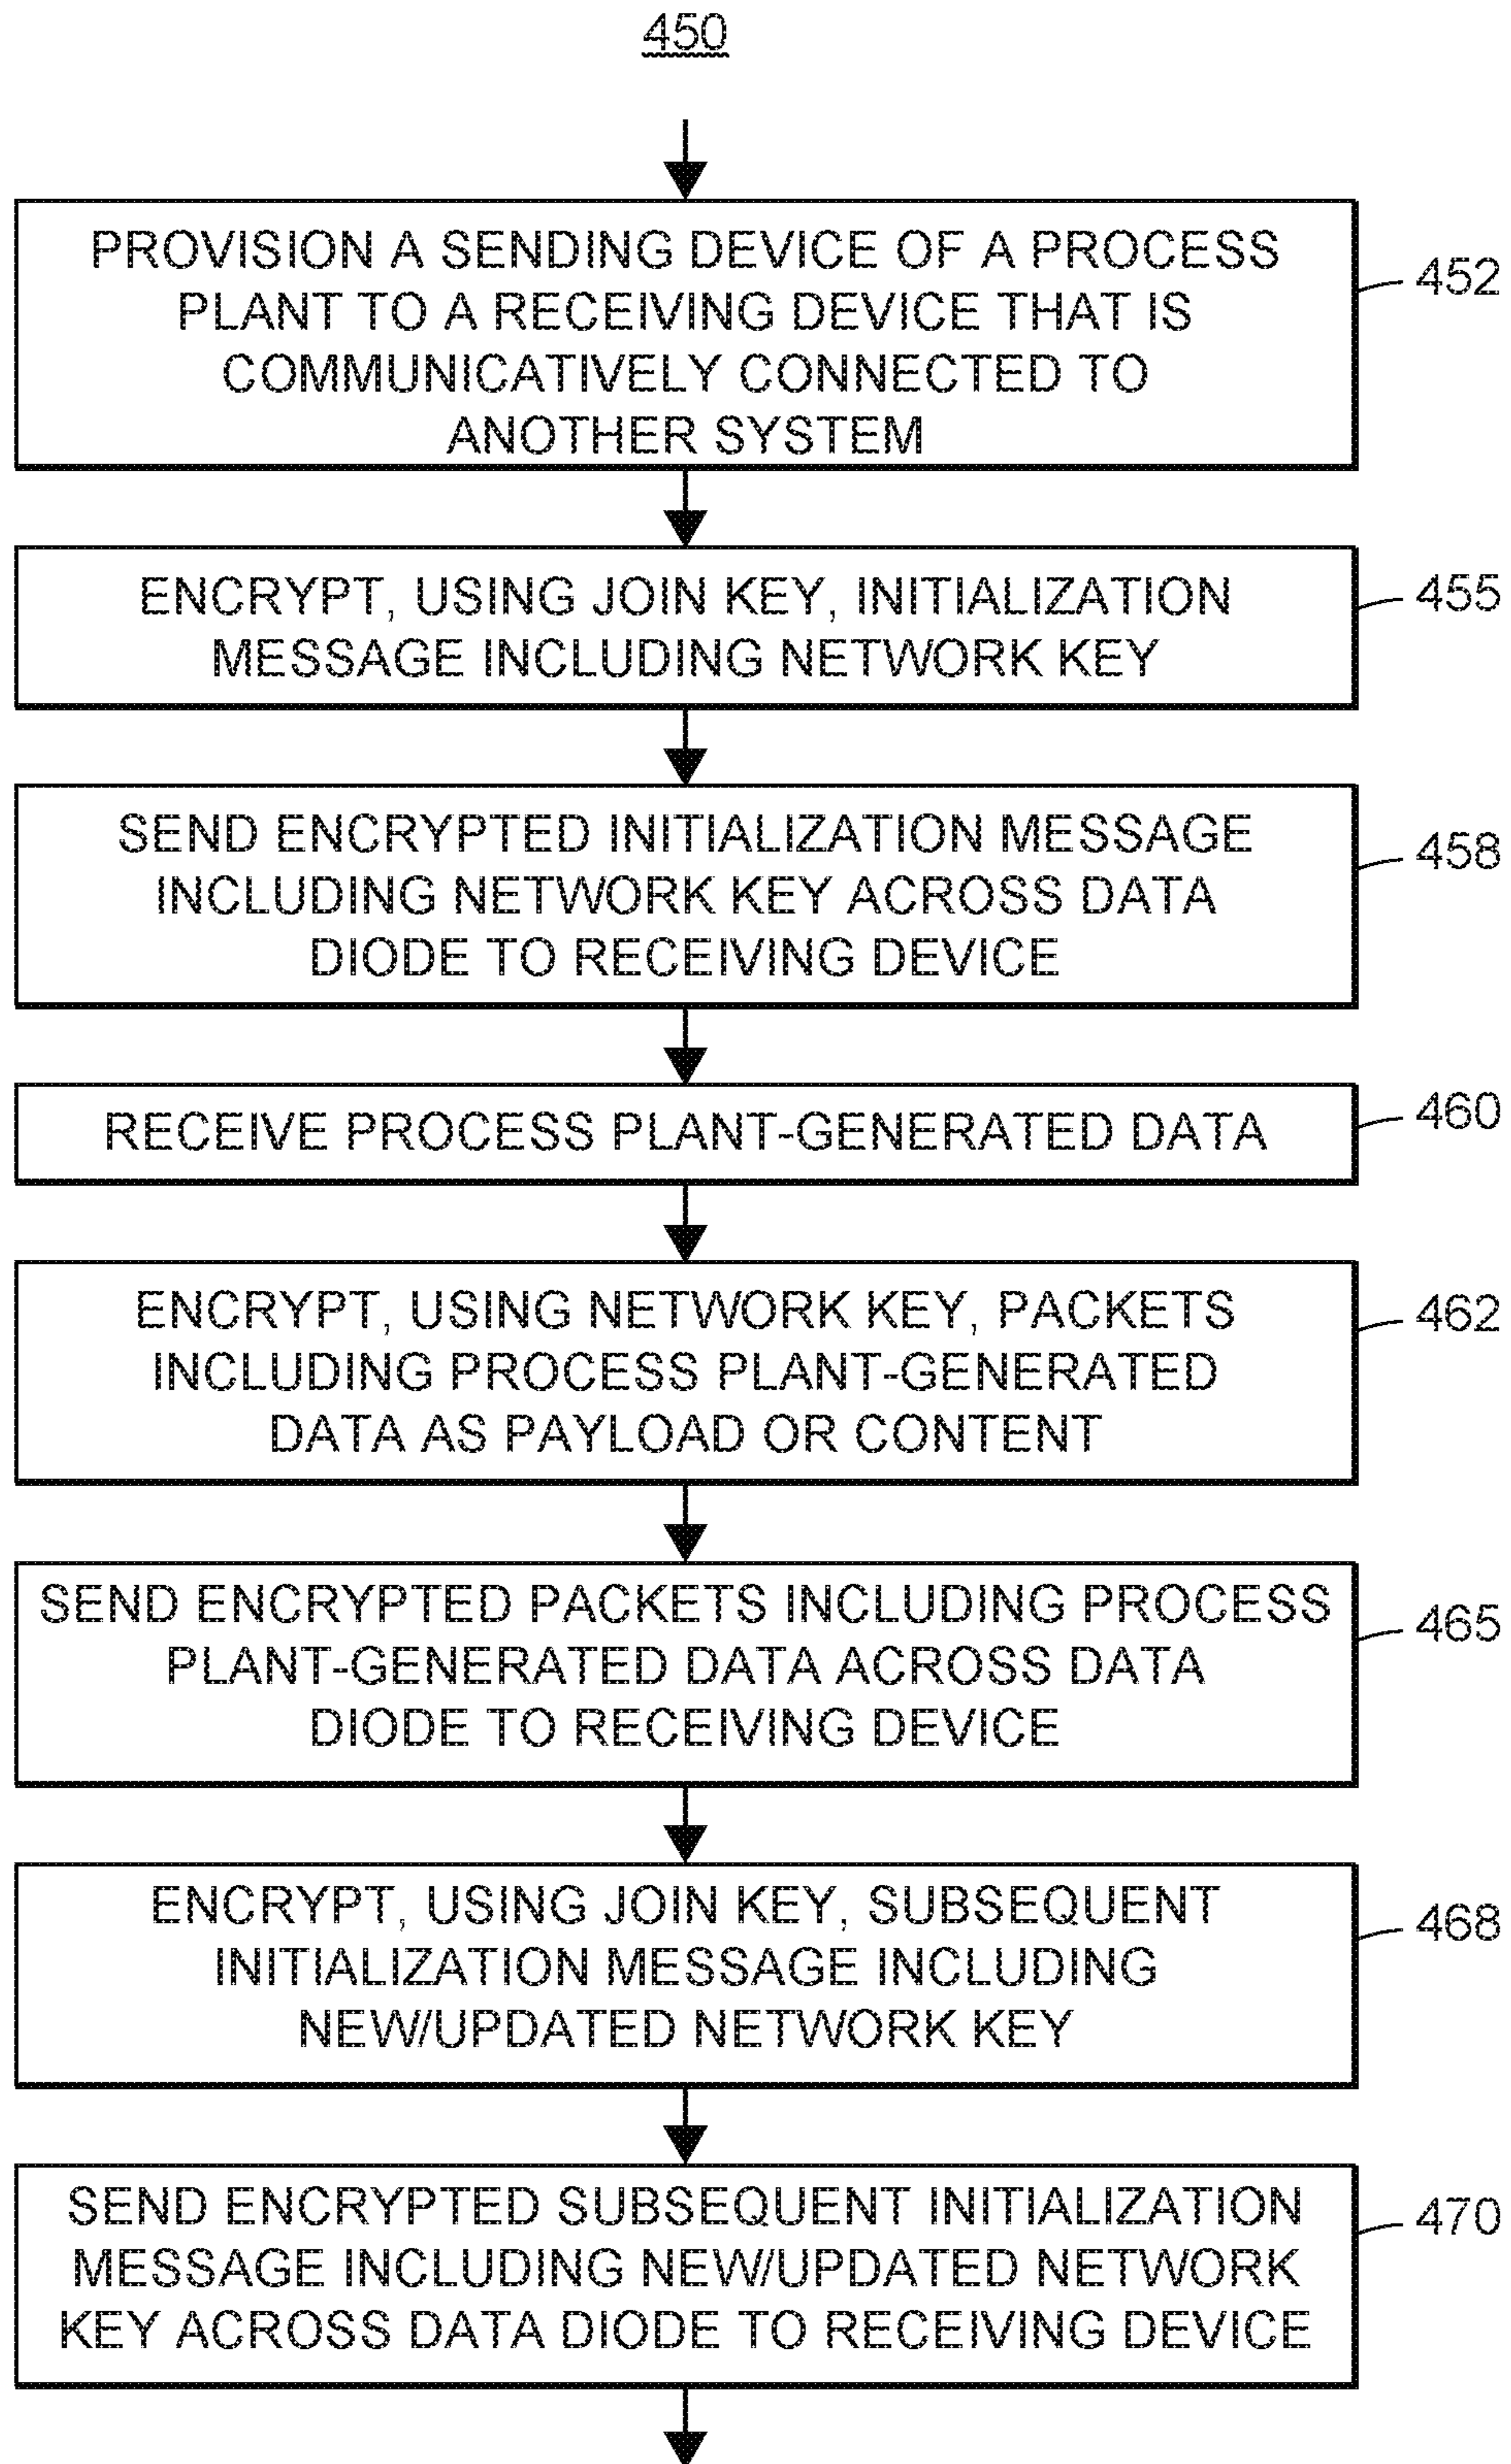 450
PROVISION A SENDING DEVICE OF A PROCESS
PLANT TO A RECEIVING DEVICE THAT IS
COMMUNICATIVELY CONNECTED TO
ANOTHER SYSTEM
452
ENCRYPT, USING JOIN KEY, INITIALIZATION
MESSAGE INCLUDING NETWORK KEY
455
SEND ENCRYPTED INITIALIZATION MESSAGE
INCLUDING NETWORK KEY ACROSS DATA
DIODE TO RECEIVING DEVICE
458
RECEIVE PROCESS PLANT-GENERATED DATA
460
ENCRYPT, USING NETWORK KEY, PACKETS
INCLUDING PROCESS PLANT-GENERATED
DATA AS PAYLOAD OR CONTENT
462
SEND ENCRYPTED PACKETS INCLUDING PROCESS
PLANT-GENERATED DATA ACROSS DATA
DIODE TO RECEIVING DEVICE
465
ENCRYPT, USING JOIN KEY, SUBSEQUENT
INITIALIZATION MESSAGE INCLUDING
NEW/UPDATED NETWORK KEY
468
SEND ENCRYPTED SUBSEQUENT INITIALIZATION
MESSAGE INCLUDING NEW/UPDATED NETWORK
KEY ACROSS DATA DIODE TO RECEIVING DEVICE
470